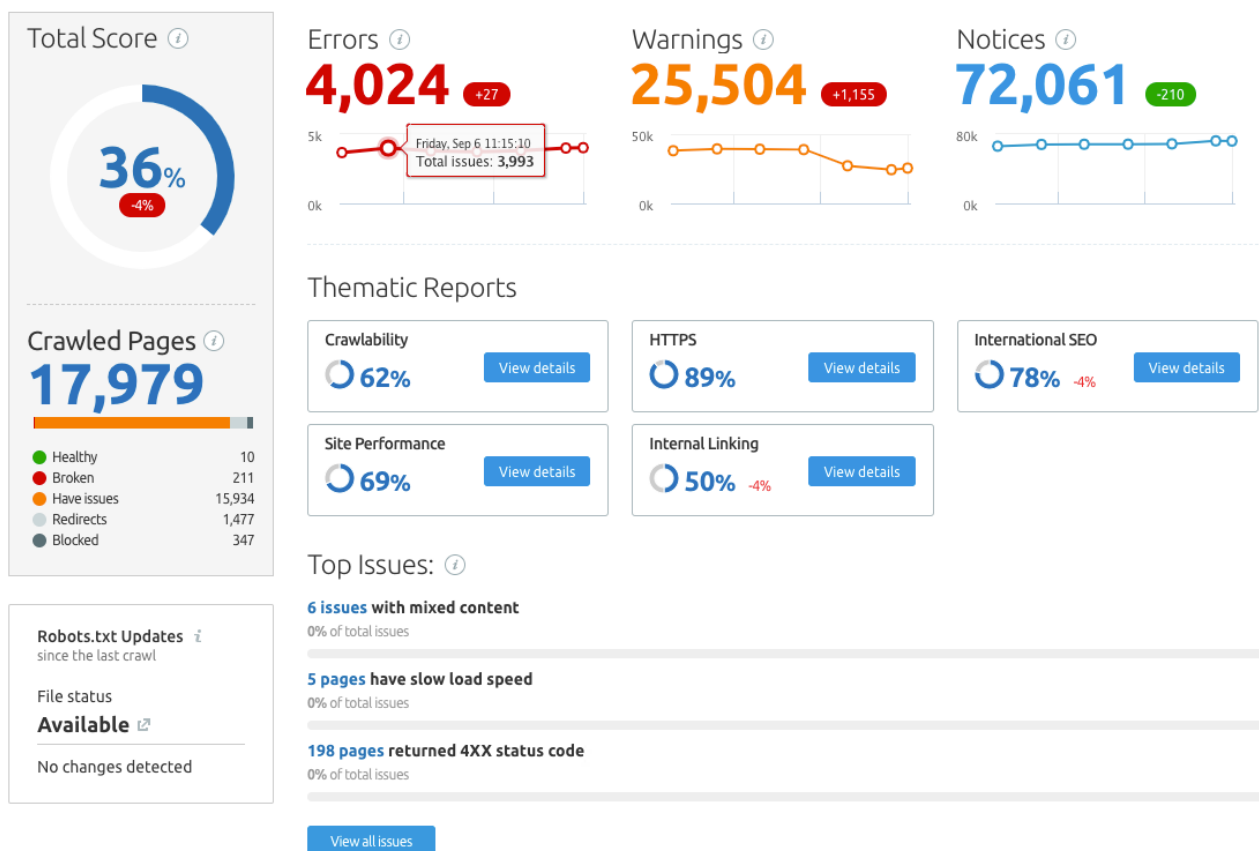 Total Score i
36%
-4%
Crawled Pages i
17,979
Healthy 10
Broken 211
Have issues 15,934
Redirects 1,477
Blocked 347
Robots.txt Updates i
since the last crawl
File status
Available
No changes detected
Errors i
4,024 +27
5k
Friday, Sep 6 11:15:10
Total issues: 3,993
0k
Warnings i
25,504 +1,155
50k
0k
Notices i
72,061 -210
80k
0k
Thematic Reports
Crawlability
62% View details
HTTPS
89% View details
International SEO
78% -4% View details
Site Performance
69% View details
Internal Linking
50% -4% View details
Top Issues: i
6 issues with mixed content
0% of total issues
5 pages have slow load speed
0% of total issues
198 pages returned 4XX status code
0% of total issues
View all issues